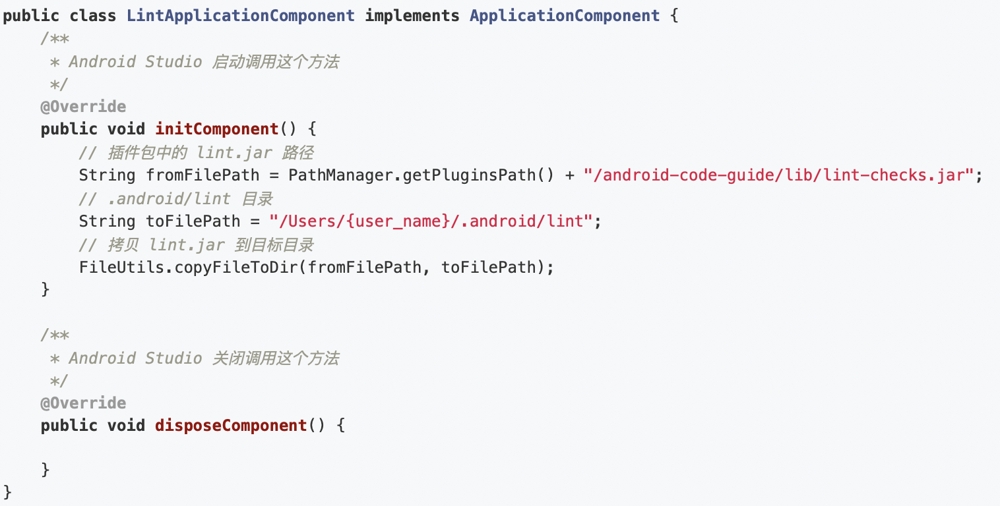 public class LintApplicationComponent implements ApplicationComponent {
/**
* Android Studio 启动调用这个方法
*/
@Override
public void initComponent() {
// 插件包中的 lint.jar 路径
String fromFilePath = PathManager.getPluginsPath() + "/android-code-guide/lib/lint-checks.jar";
// .android/lint 目录
String toFilePath = "/Users/{user_name}/.android/lint";
// 拷贝 lint.jar 到目标目录
FileUtils.copyFileToDir(fromFilePath, toFilePath);
}
/**
* Android Studio 关闭调用这个方法
*/
@Override
public void disposeComponent() {
}
}